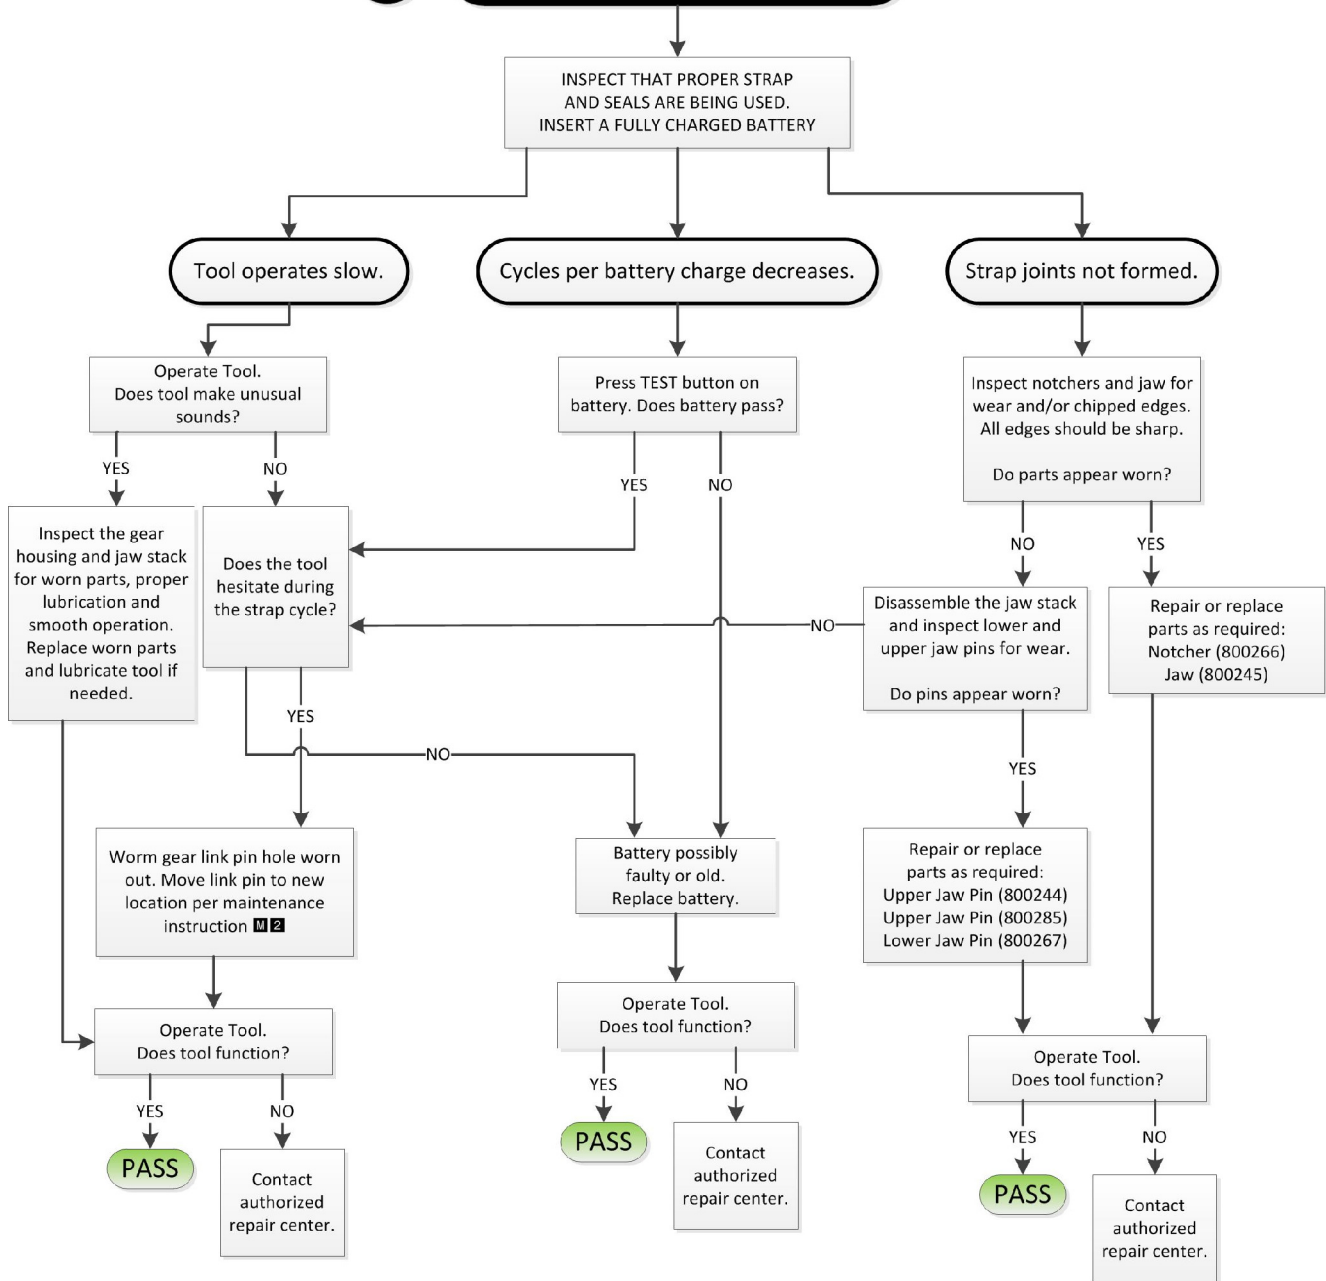 INSPECT THAT PROPER STRAP
AND SEALS ARE BEING USED.
INSERT A FULLY CHARGED BATTERY
Tool operates slow.
Cycles per battery charge decreases.
Strap joints not formed.
Operate Tool.
Does tool make unusual
sounds?
Press TEST button on
battery. Does battery pass?
Inspect notchers and jaw for
wear and/or chipped edges.
All edges should be sharp.
Do parts appear worn?
YES
NO
YES
NO
NO
YES
Inspect the gear
housing and jaw stack
for worn parts, proper
lubrication and
smooth operation.
Replace worn parts
and lubricate tool if
needed.
Does the tool
hesitate during
the strap cycle?
NO
Disassemble the jaw stack
and inspect lower and
upper jaw pins for wear.
Do pins appear worn?
Repair or replace
parts as required:
Notcher (800266)
Jaw (800245)
YES
NO
YES
Worm gear link pin hole worn
out. Move link pin to new
location per maintenance
instruction M 2
Battery possibly
faulty or old.
Replace battery.
Repair or replace
parts as required:
Upper Jaw Pin (800244)
Upper Jaw Pin (800285)
Lower Jaw Pin (800267)
Operate Tool.
Does tool function?
Operate Tool.
Does tool function?
Operate Tool.
Does tool function?
YES
NO
YES
NO
YES
NO
PASS
Contact
authorized
repair center.
PASS
Contact
authorized
repair center.
PASS
Contact
authorized
repair center.